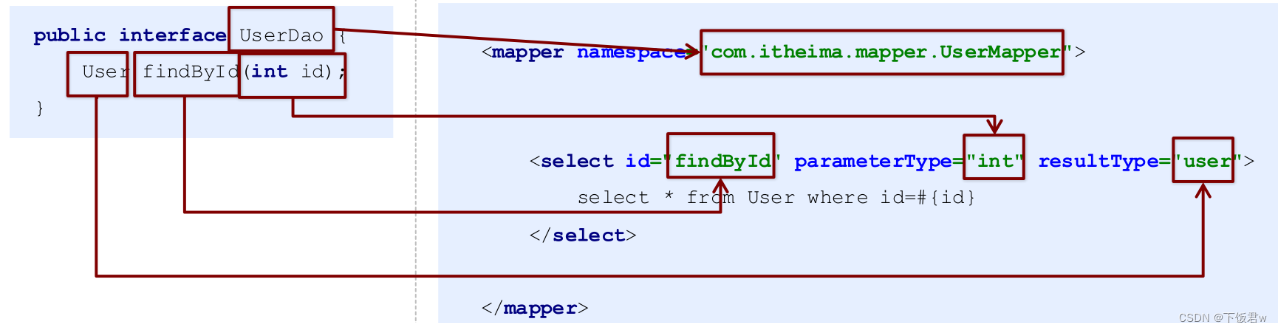 public interface UserDao {
User findById(int id);
}
<mapper namespace="com.itheima.mapper.UserMapper">
<select id="findById" parameterType="int" resultType="user">
select * from User where id=#{id}
</select>
</mapper>
CSDN @下饭君w